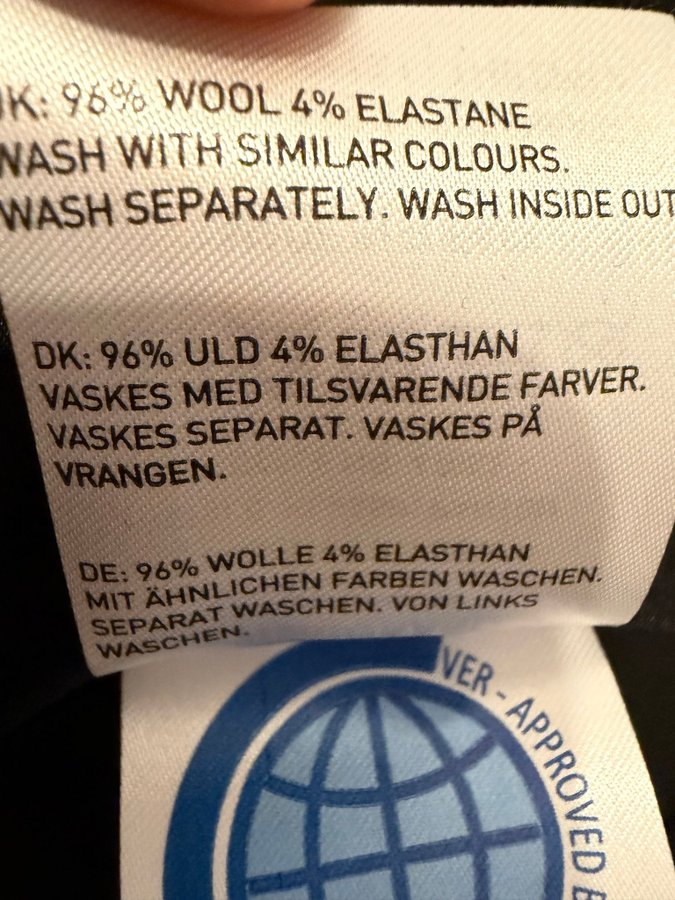 UK: 96% WOOL 4% ELASTANE
WASH WITH SIMILAR COLOURS.
WASH SEPARATELY. WASH INSIDE OUT
DK: 96% ULD 4% ELASTHAN
VASKES MED TILSVARENDE FARVER.
VASKES SEPARAT. VASKES PÅ
VRANGEN.
DE: 96% WOLLE 4% ELASTHAN
MIT ÄHNLICHEN FARBEN WASCHEN.
SEPARAT WASCHEN. VON LINKS
WASCHEN.
VER - APPROVED